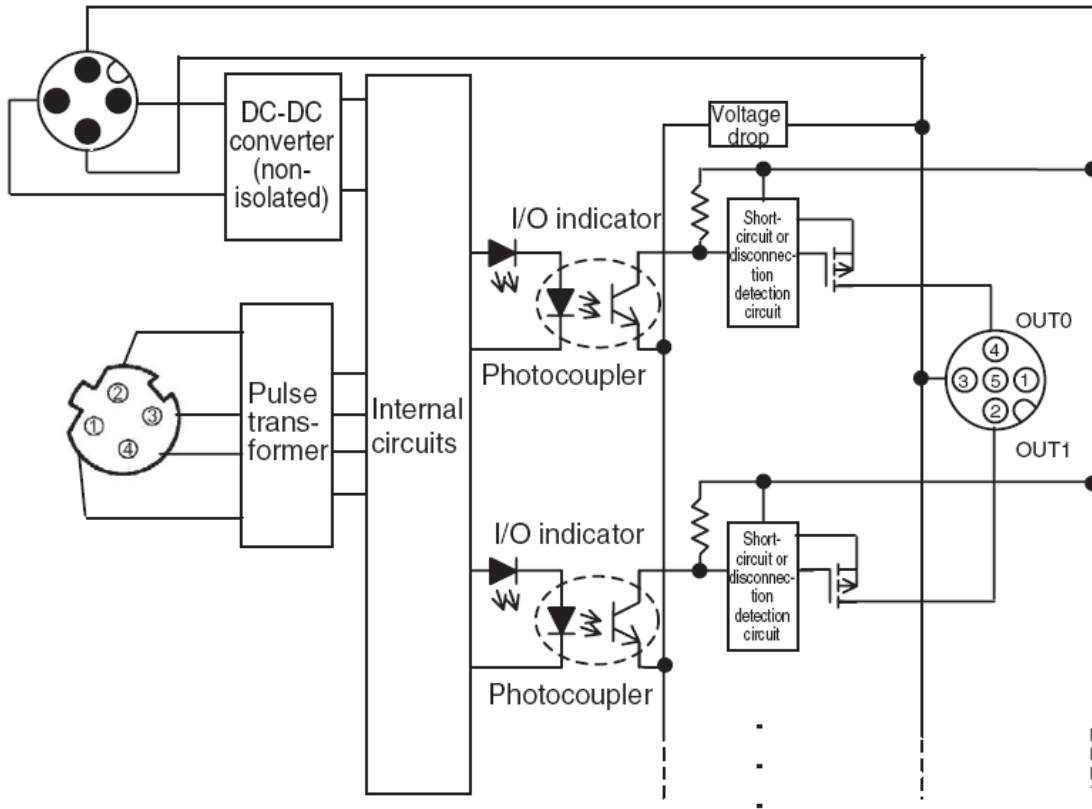 DC-DC
converter
(non-
isolated)
Voltage
drop
I/O indicator
Short-
circuit or
disconnec-
tion
detection
circuit
Photocoupler
OUT0
4
3 5 1
2
OUT1
2
1 3
4
Pulse
trans-
former
Internal
circuits
I/O indicator
Short-
circuit or
disconnec-
tion
detection
circuit
Photocoupler